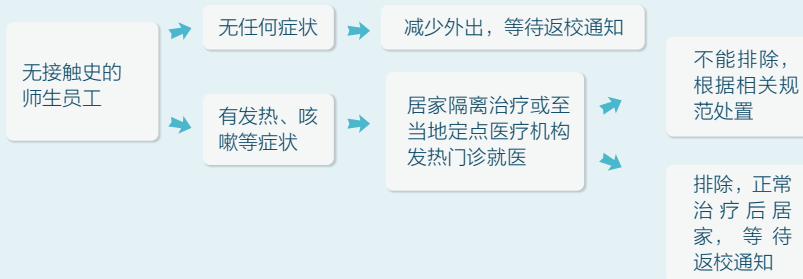 无接触史的
师生员工
无任何症状
减少外出，等待返校通知
有发热、咳
嗽等症状
居家隔离治疗或至
当地定点医疗机构
发热门诊就医
不能排除，
根据相关规
范处置
排除，正常
治疗后居
家，等待
返校通知